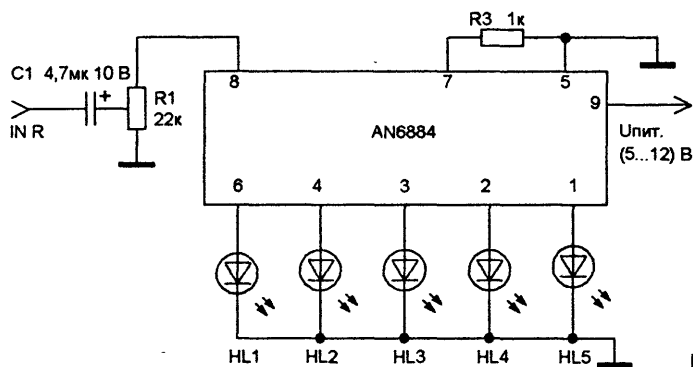 R3 1к
C1 4,7мк 10 В
+
R1
22к
IN R
8
7
5
9
AN6884
Uпит.
(5...12) В
6
4
3
2
1
HL1
HL2
HL3
HL4
HL5